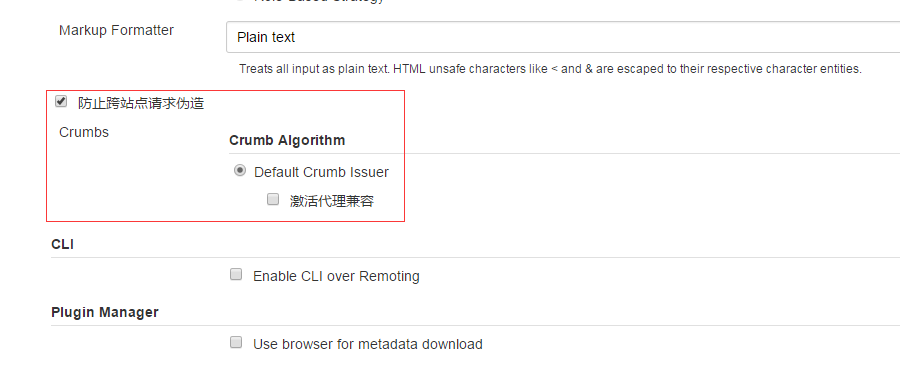 Role-Based Strategy
Markup Formatter
Plain text
Treats all input as plain text. HTML unsafe characters like < and & are escaped to their respective character entities.
防止跨站点请求伪造
Crumbs
Crumb Algorithm
Default Crumb Issuer
激活代理兼容
CLI
Enable CLI over Remoting
Plugin Manager
Use browser for metadata download